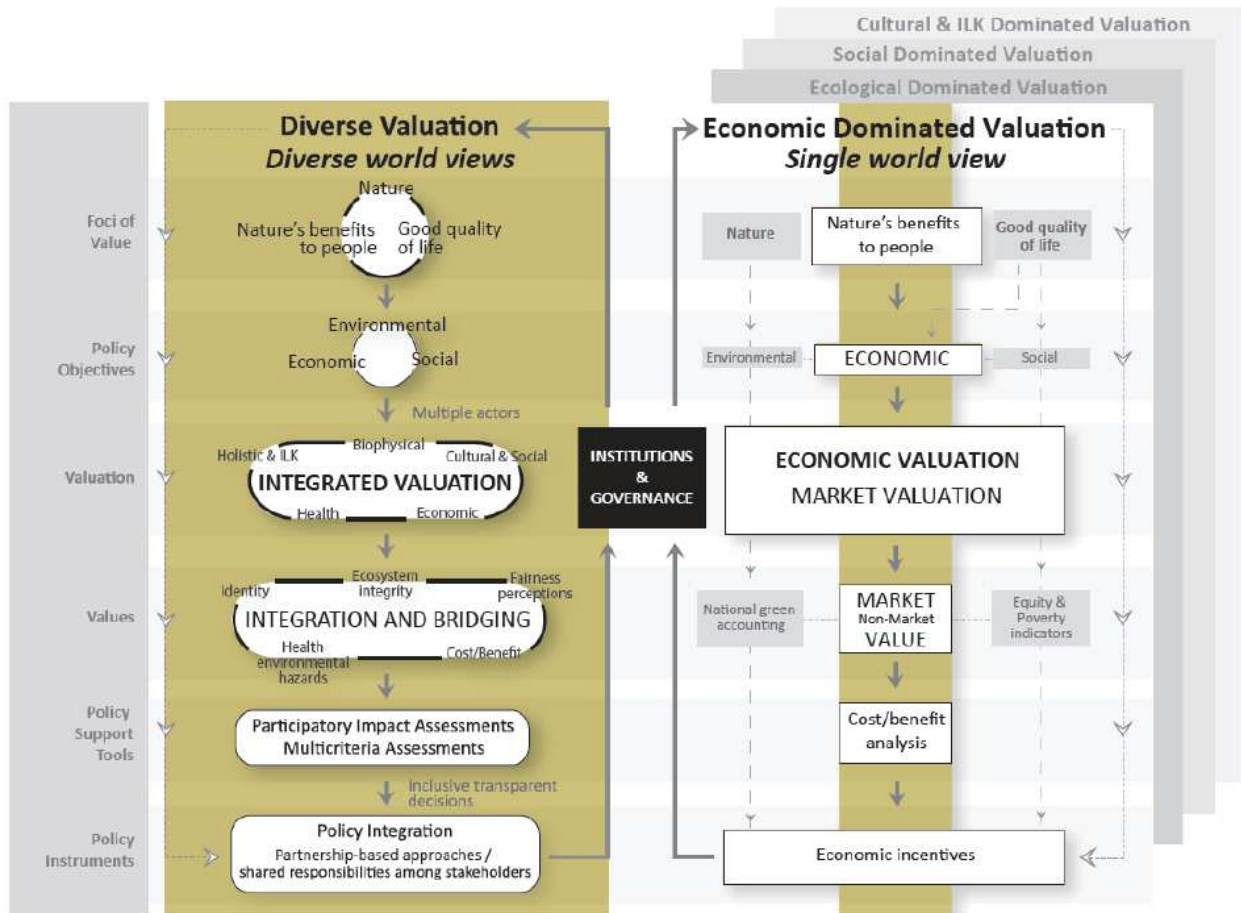 Cultural & ILK Dominated Valuation
Social Dominated Valuation
Ecological Dominated Valuation
Diverse Valuation
Diverse world views
Economic Dominated Valuation
Single world view
Foci of
Value
Nature
Nature's benefits
to people
Good quality
of life
Nature
Nature's benefits
to people
Good quality
of life
Policy
Objectives
Environmental
Economic
Social
Environmental
ECONOMIC
Social
Multiple actors
Valuation
Holistic & ILK
Biophysical
Cultural & Social
INTEGRATED VALUATION
Health
Economic
INSTITUTIONS
&
GOVERNANCE
ECONOMIC VALUATION
MARKET VALUATION
Values
Identity
Ecosystem
integrity
Fairness
perceptions
INTEGRATION AND BRIDGING
Health
environmental
hazards
Cost/Benefit
National green
accounting
MARKET
Non-Market
VALUE
Equity &
Poverty
indicators
Policy
Support
Tools
Participatory Impact Assessments
Multicriteria Assessments
Cost/benefit
analysis
Inclusive transparent
decisions
Policy
Instruments
Policy Integration
Partnership-based approaches /
shared responsibilities among stakeholders
Economic incentives